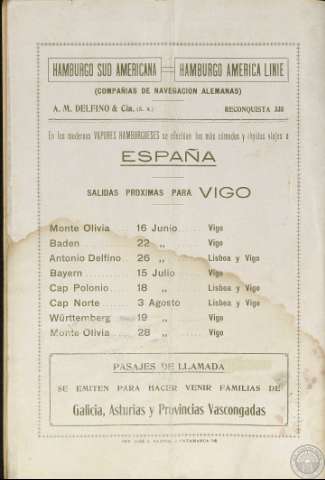 HAMBURGO SUD AMERICANA HAMBURGO AMERICA LINIE
(COMPAÑIAS DE NAVEGACION ALEMANAS)
A. M. DELFINO & Cia. (S. A.) RECONQUISTA 333
En los modernos VAPORES HAMBURGUESES se efectúan los más cómodos y rápidos viajes a
ESPAÑA
SALIDAS PROXIMAS PARA VIGO
Monte Olivia ........ 16 Junio ...... Vigo
Baden ........ 22 „ ...... Vigo
Antonio Delfino ... 26 „ ...... Lisboa y Vigo
Bayern ........ 15 Julio ...... Vigo
Cap Polonio ........ 18 „ ...... Lisboa y Vigo
Cap Norte ........ 3 Agosto ...... Lisboa y Vigo
Württemberg ..... 19 „ ...... Vigo
Monte Olivia ........ 28 „ ...... Vigo
PASAJES DE LLAMADA
SE EMITEN PARA HACER VENIR FAMILIAS DE
Galicia, Asturias y Provincias Vascongadas